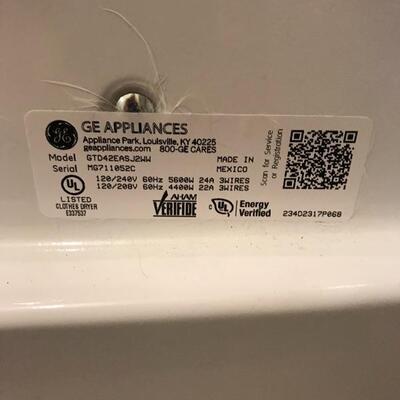 GE APPLIANCES
Appliance Park, Louisville, KY 40225
geappliances.com 800-GE CARES
Model GTD42EASJ2WW MADE IN
Serial MG711052C MEXICO
120/240V 60Hz 5600W 24A 3WIRES
120/208V 60Hz 4400W 22A 3WIRES
UL
LISTED
CLOTHES DRYER
E337537
AHAM
VERIFIDE
c UL Energy
Verified
234D2317P068
Scan for Service
or Registration